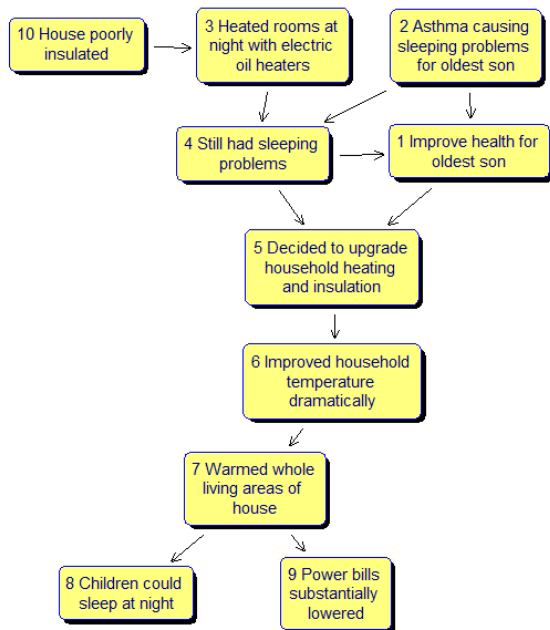 10 House poorly
insulated
3 Heated rooms at
night with electric
oil heaters
2 Asthma causing
sleeping problems
for oldest son
4 Still had sleeping
problems
1 Improve health for
oldest son
5 Decided to upgrade
household heating
and insulation
6 Improved household
temperature
dramatically
7 Warmed whole
living areas of
house
8 Children could
sleep at night
9 Power bills
substantially
lowered